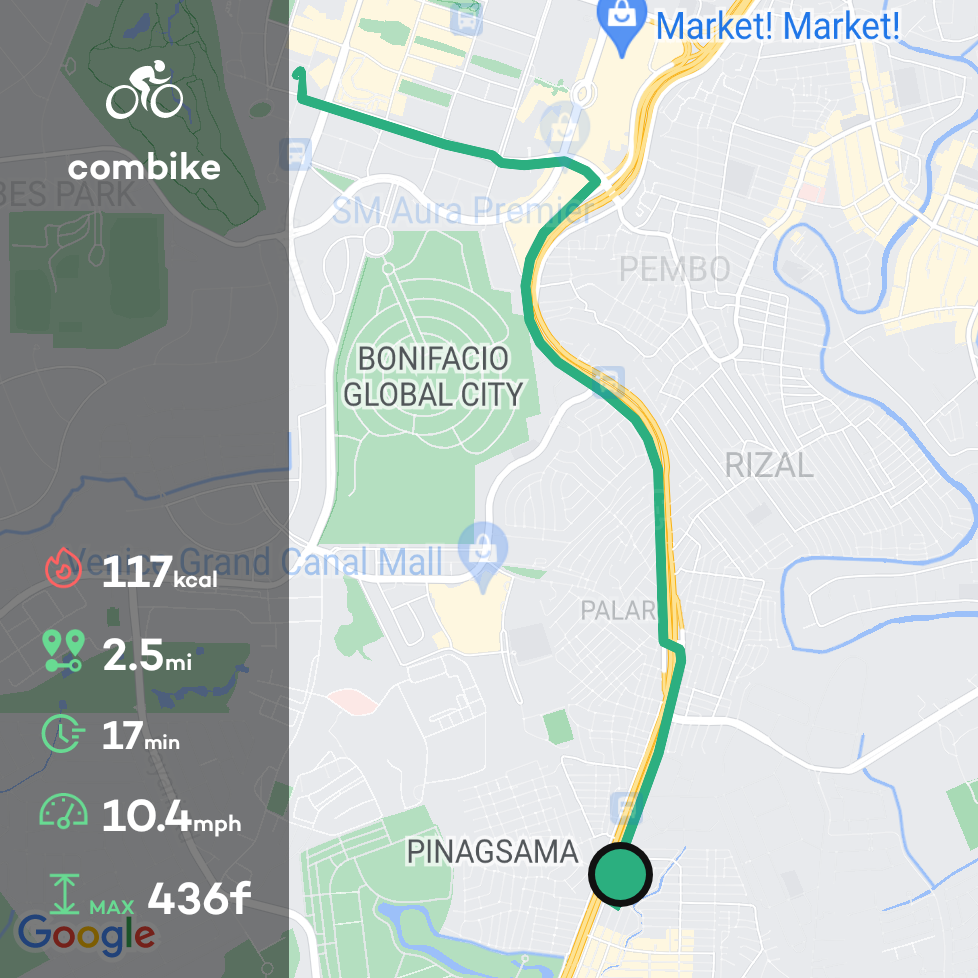 Market! Market!
combike
BES PARK
SM Aura Premier
PEMBO
BONIFACIO
GLOBAL CITY
RIZAL
Venice Grand Canal Mall
117kcal
PALAR
2.5mi
17min
10.4mph
PINAGSAMA
MAX 436f
Google